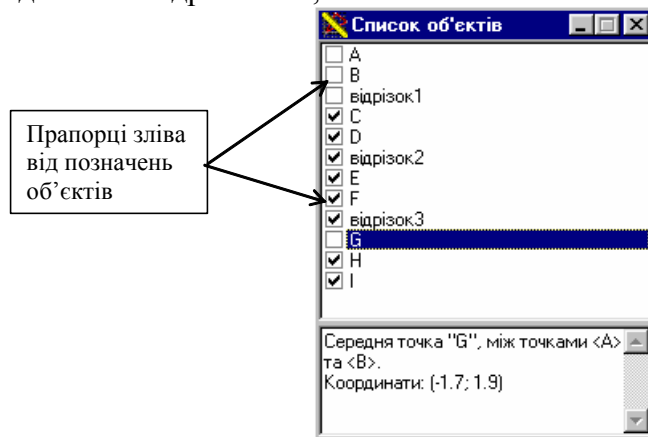 Список об'єктів
A
B
відрізок1
C
D
відрізок2
E
F
відрізок3
G
H
I
Прапорці зліва
від позначень
об’єктів
Середня точка "G", між точками <A>
та <B>.
Координати: (-1.7; 1.9)